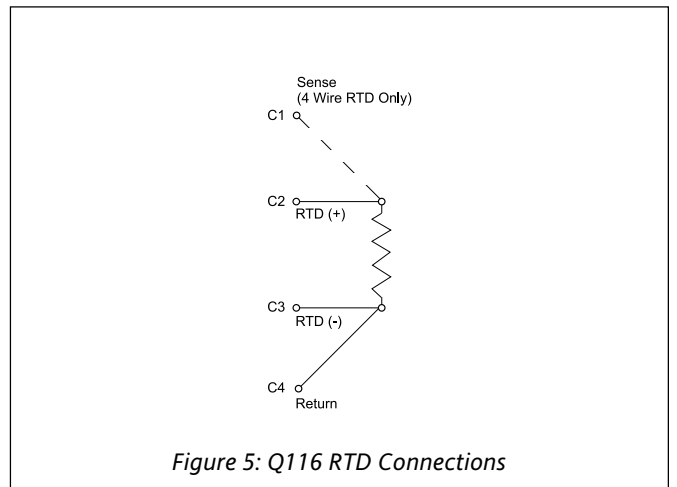 Sense
(4 Wire RTD Only)
C1
C2
RTD (+)
C3
RTD (-)
C4
Return
Figure 5: Q116 RTD Connections